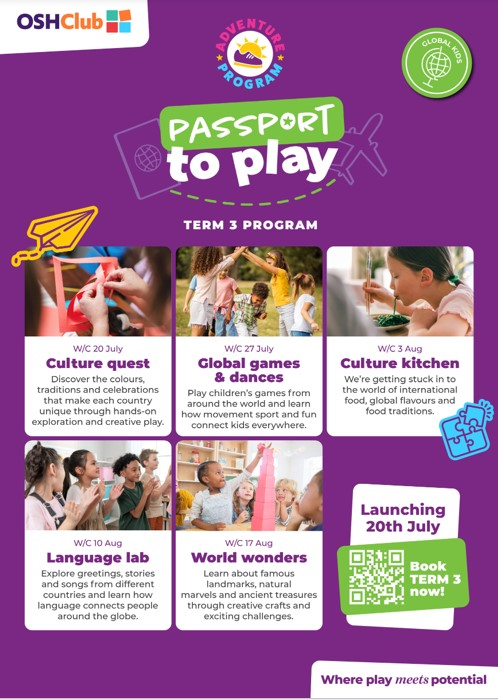 OSHClub
ADVENTURE
PROGRAM
GLOBAL KIDS
PASSPORT
to play
TERM 3 PROGRAM
W/C 20 July
Culture quest
Discover the colours,
traditions and celebrations
that make each country
unique through hands-on
exploration and creative play.
W/C 27 July
Global games
& dances
Play children's games from
around the world and learn
how movement sport and fun
connect kids everywhere.
W/C 3 Aug
Culture kitchen
We're getting stuck in to
the world of international
food, global flavours and
food traditions.
W/C 10 Aug
Language lab
Explore greetings, stories
and songs from different
countries and learn how
language connects people
around the globe.
W/C 17 Aug
World wonders
Learn about famous
landmarks, natural
marvels and ancient treasures
through creative crafts and
exciting challenges.
Launching
20th July
Book
TERM 3
now!
Where play meets potential